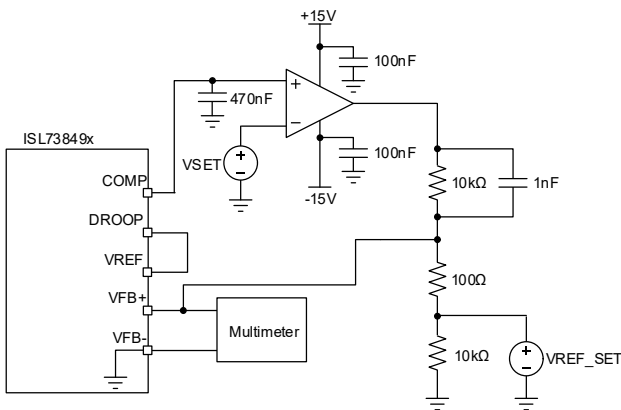 +15V
100nF
+
470nF
−
ISL73849x
100nF
VSET
+
−
COMP
10kΩ
1nF
-15V
DROOP
VREF
100Ω
VFB+
Multimeter
VFB-
10kΩ
+
−
VREF_SET